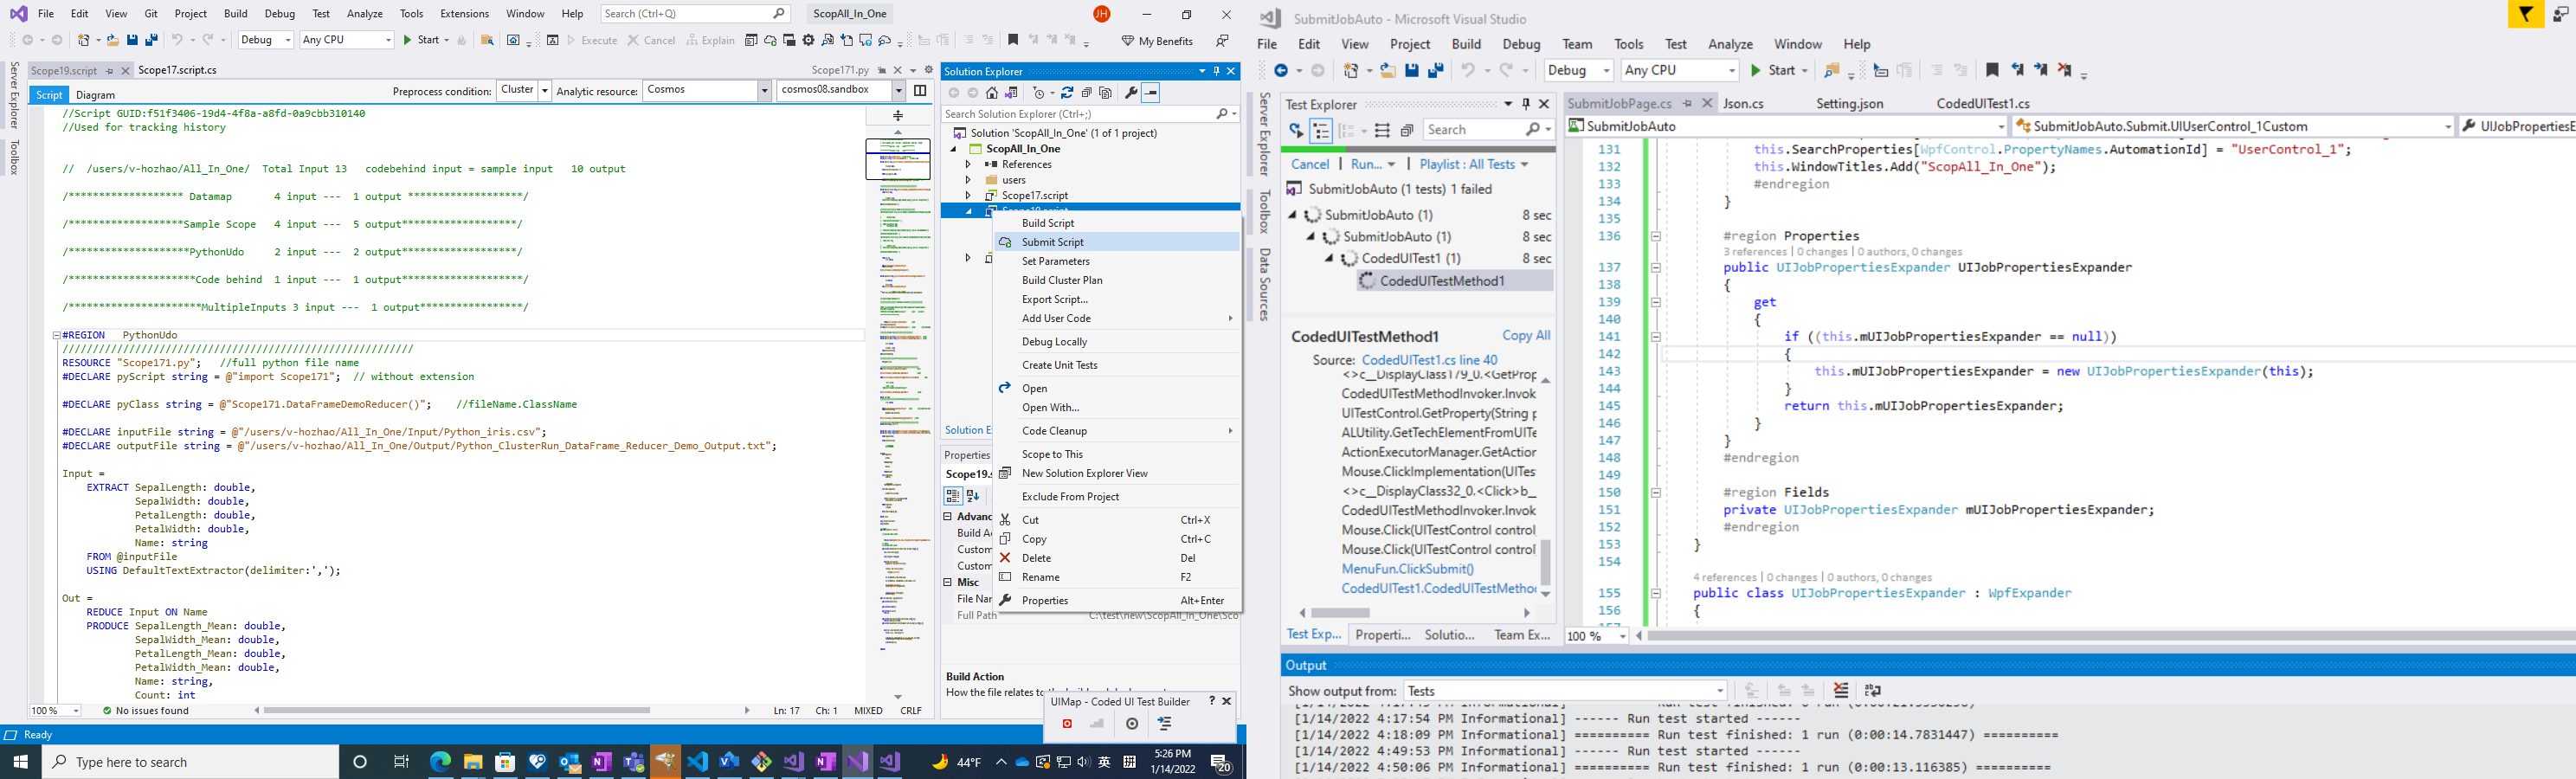 File Edit View Git Project Build Debug Test Analyze Tools Extensions Window Help Search (Ctrl+Q) ScopAll_In_One JH
Debug Any CPU Start Execute Cancel Explain My Benefits
Server Explorer
Toolbox
Scope19.script Scope17.script.cs Scope171.py
Script Diagram Preprocess condition: Cluster Analytic resource: Cosmos cosmos08.sandbox
//Script GUID:f51f3406-19d4-4f8a-a8fd-0a9cbb310140
//Used for tracking history
// /users/v-hozhao/All_In_One/ Total Input 13 codebehind input = sample input 10 output
/******************* Datamap 4 input --- 1 output *******************/
/*******************Sample Scope 4 input --- 5 output*******************/
/********************PythonUdo 2 input --- 2 output*******************/
/*********************Code behind 1 input --- 1 output********************/
/**********************MultipleInputs 3 input --- 1 output*****************/
#REGION PythonUdo
//////////////////////////////////////////////////////////
RESOURCE "Scope171.py"; //full python file name
#DECLARE pyScript string = @"import Scope171"; // without extension
#DECLARE pyClass string = @"Scope171.DataFrameDemoReducer()"; //fileName.ClassName
#DECLARE inputFile string = @"/users/v-hozhao/All_In_One/Input/Python_iris.csv";
#DECLARE outputFile string = @"/users/v-hozhao/All_In_One/Output/Python_ClusterRun_DataFrame_Reducer_Demo_Output.txt";
Input =
EXTRACT SepalLength: double,
SepalWidth: double,
PetalLength: double,
PetalWidth: double,
Name: string
FROM @inputFile
USING DefaultTextExtractor(delimiter:',');
Out =
REDUCE Input ON Name
PRODUCE SepalLength_Mean: double,
SepalWidth_Mean: double,
PetalLength_Mean: double,
PetalWidth_Mean: double,
Name: string,
Count: int
100 % No issues found Ln: 17 Ch: 1 MIXED CRLF
Ready
Solution Explorer
Search Solution Explorer (Ctrl+;)
Solution 'ScopAll_In_One' (1 of 1 project)
ScopAll_In_One
References
users
Scope17.script
Build Script
Submit Script
Set Parameters
Build Cluster Plan
Export Script...
Add User Code
Debug Locally
Create Unit Tests
Open
Open With...
Code Cleanup
Scope to This
New Solution Explorer View
Exclude From Project
Cut Ctrl+X
Copy Ctrl+C
Delete Del
Rename F2
Properties Alt+Enter
Solution Ex
Properties
Scope19.s
Advanc
Build Ac
Custom
Custom
Misc
File Nam
Full Path C:\test\new\ScopAll_In_One\Sco
Build Action
How the file relates to the
UIMap - Coded UI Test Builder
Type here to search 44°F 英 5:26 PM 1/14/2022 20
SubmitJobAuto - Microsoft Visual Studio
File Edit View Project Build Debug Team Tools Test Analyze Window Help
Debug Any CPU Start
Server Explorer
Toolbox
Data Sources
Test Explorer
Search
Cancel Run... Playlist : All Tests
SubmitJobAuto (1 tests) 1 failed
SubmitJobAuto (1) 8 sec
SubmitJobAuto (1) 8 sec
CodedUITest1 (1) 8 sec
CodedUITestMethod1
CodedUITestMethod1 Copy All
Source: CodedUITest1.cs line 40
<>c__DisplayClass179_0.<GetProp
CodedUITestMethodInvoker.Invok
UITestControl.GetProperty(String p
ALUtility.GetTechElementFromUITe
ActionExecutorManager.GetAction
Mouse.ClickImplementation(UITes
<>c__DisplayClass32_0.<Click>b__
CodedUITestMethodInvoker.Invok
Mouse.Click(UITestControl control,
Mouse.Click(UITestControl control,
MenuFun.ClickSubmit()
CodedUITest1.CodedUITestMetho
Test Exp... Properti... Solutio... Team Ex...
SubmitJobPage.cs Json.cs Setting.json CodedUITest1.cs
SubmitJobAuto SubmitJobAuto.Submit.UIUserControl_1Custom UIJobPropertiesE
131 this.SearchProperties[WpfControl.PropertyNames.AutomationId] = "UserControl_1";
132 this.WindowTitles.Add("ScopAll_In_One");
133 #endregion
134 }
135
136 #region Properties
3 references | 0 changes | 0 authors, 0 changes
137 public UIJobPropertiesExpander UIJobPropertiesExpander
138 {
139 get
140 {
141 if ((this.mUIJobPropertiesExpander == null))
142 {
143 this.mUIJobPropertiesExpander = new UIJobPropertiesExpander(this);
144 }
145 return this.mUIJobPropertiesExpander;
146 }
147 }
148 #endregion
149
150 #region Fields
151 private UIJobPropertiesExpander mUIJobPropertiesExpander;
152 #endregion
153 }
154
4 references | 0 changes | 0 authors, 0 changes
155 public class UIJobPropertiesExpander : WpfExpander
156 {
100 %
Output
Show output from: Tests
[1/14/2022 4:17:54 PM Informational] ------ Run test started ------
[1/14/2022 4:18:09 PM Informational] ========== Run test finished: 1 run (0:00:14.7831447) ==========
[1/14/2022 4:49:53 PM Informational] ------ Run test started ------
[1/14/2022 4:50:06 PM Informational] ========== Run test finished: 1 run (0:00:13.116385) ==========